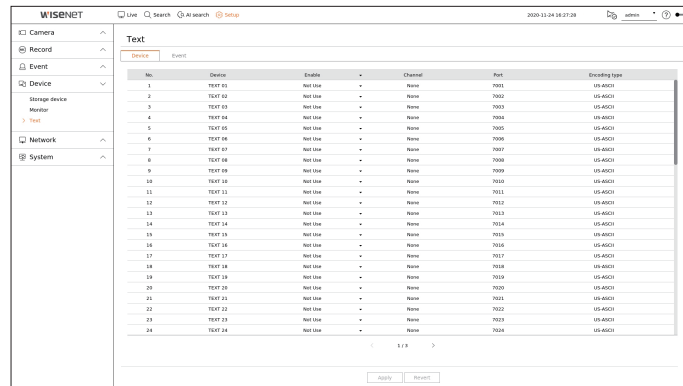 WISENET
Live Search AI search Setup 2020-11-24 16:27:28 admin ?
Camera
Record
Event
Device
Storage device
Monitor
> Text
Network
System
Text
Device Event
No. Device Enable Channel Port Encoding type
1 TEXT 01 Not Use None 7001 US-ASCII
2 TEXT 02 Not Use None 7002 US-ASCII
3 TEXT 03 Not Use None 7003 US-ASCII
4 TEXT 04 Not Use None 7004 US-ASCII
5 TEXT 05 Not Use None 7005 US-ASCII
6 TEXT 06 Not Use None 7006 US-ASCII
7 TEXT 07 Not Use None 7007 US-ASCII
8 TEXT 08 Not Use None 7008 US-ASCII
9 TEXT 09 Not Use None 7009 US-ASCII
10 TEXT 10 Not Use None 7010 US-ASCII
11 TEXT 11 Not Use None 7011 US-ASCII
12 TEXT 12 Not Use None 7012 US-ASCII
13 TEXT 13 Not Use None 7013 US-ASCII
14 TEXT 14 Not Use None 7014 US-ASCII
15 TEXT 15 Not Use None 7015 US-ASCII
16 TEXT 16 Not Use None 7016 US-ASCII
17 TEXT 17 Not Use None 7017 US-ASCII
18 TEXT 18 Not Use None 7018 US-ASCII
19 TEXT 19 Not Use None 7019 US-ASCII
20 TEXT 20 Not Use None 7020 US-ASCII
21 TEXT 21 Not Use None 7021 US-ASCII
22 TEXT 22 Not Use None 7022 US-ASCII
23 TEXT 23 Not Use None 7023 US-ASCII
24 TEXT 24 Not Use None 7024 US-ASCII
< 1 / 3 >
Apply Revert